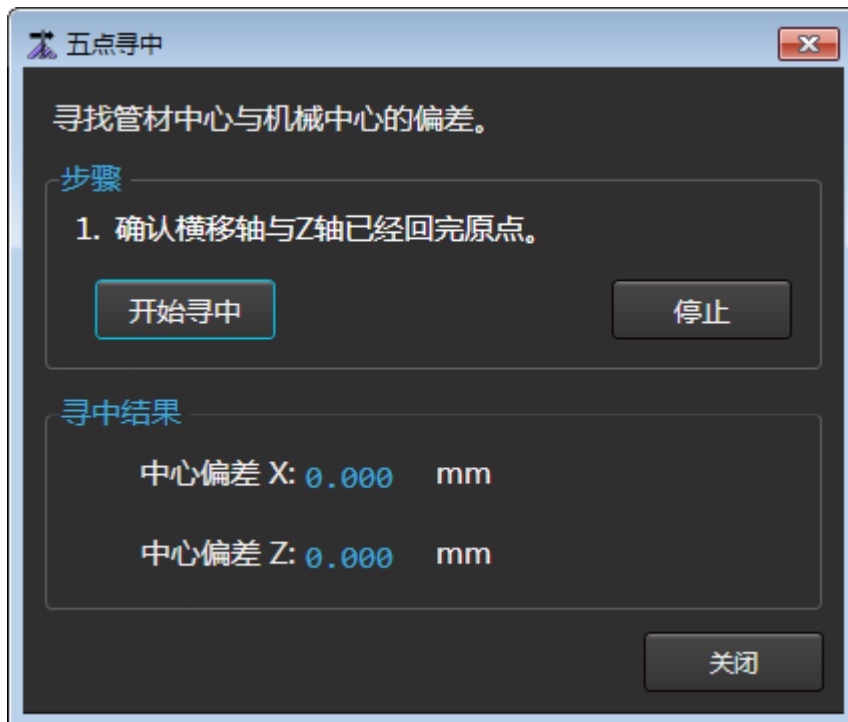 五点寻中
寻找管材中心与机械中心的偏差。
步骤
1. 确认横移轴与Z轴已经回完原点。
开始寻中 停止
寻中结果
中心偏差 X: 0.000 mm
中心偏差 Z: 0.000 mm
关闭